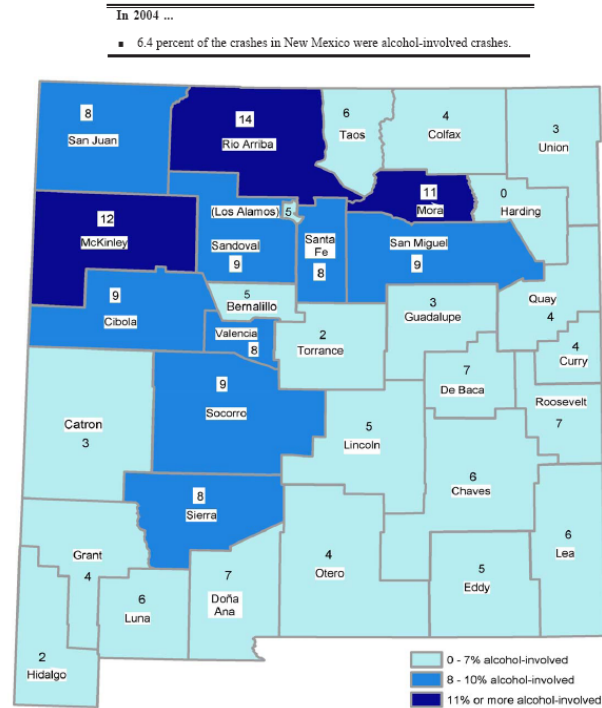 In 2004 ...
▪ 6.4 percent of the crashes in New Mexico were alcohol-involved crashes.
8
San Juan
14
Rio Arriba
6
Taos
4
Colfax
3
Union
12
McKinley
(Los Alamos) 5
Sandoval
9
Santa
Fe
8
11
Mora
0
Harding
San Miguel
9
9
Cibola
5
Bernalillo
Valencia
8
2
Torrance
3
Guadalupe
Quay
4
4
Curry
7
De Baca
Roosevelt
7
Catron
3
9
Socorro
5
Lincoln
6
Chaves
8
Sierra
6
Lea
Grant
4
6
Luna
7
Doña
Ana
4
Otero
5
Eddy
2
Hidalgo
0 - 7% alcohol-involved
8 - 10% alcohol-involved
11% or more alcohol-involved